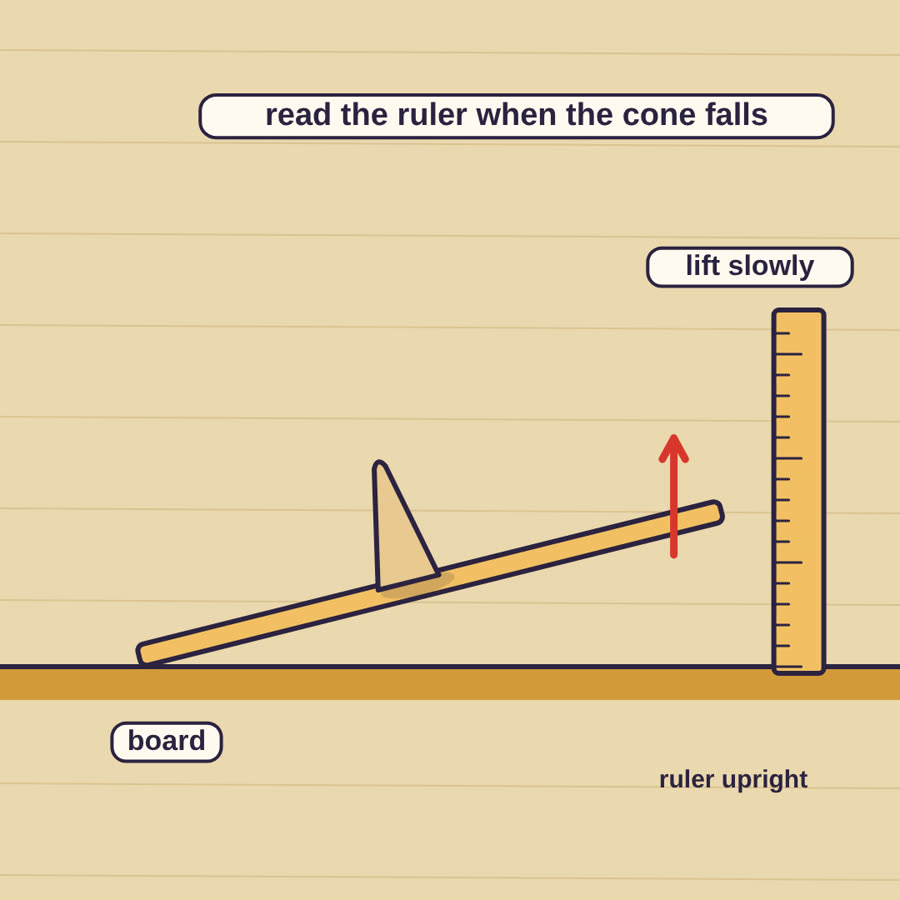 read the ruler when the cone falls
lift slowly
board
ruler upright